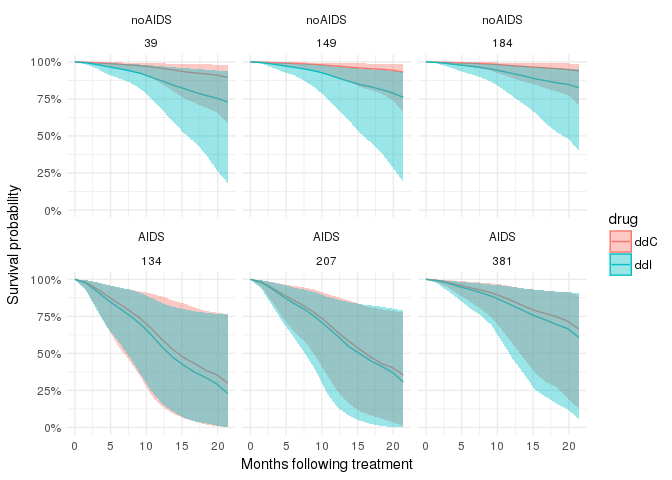 noAIDS noAIDS noAIDS
39 149 184
100%
75%
50%
25%
0%
AIDS AIDS AIDS
134 207 381
100%
75%
50%
25%
0%
0 5 10 15 20 0 5 10 15 20 0 5 10 15 20
Months following treatment
Survival probability
drug
ddC
ddI